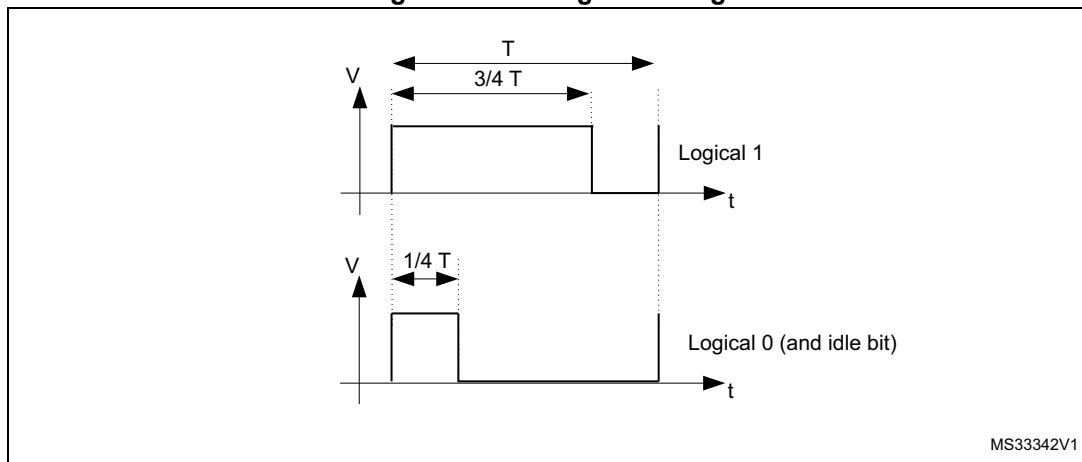 T
V
3/4 T
Logical 1
t
V
1/4 T
Logical 0 (and idle bit)
t
MS33342V1